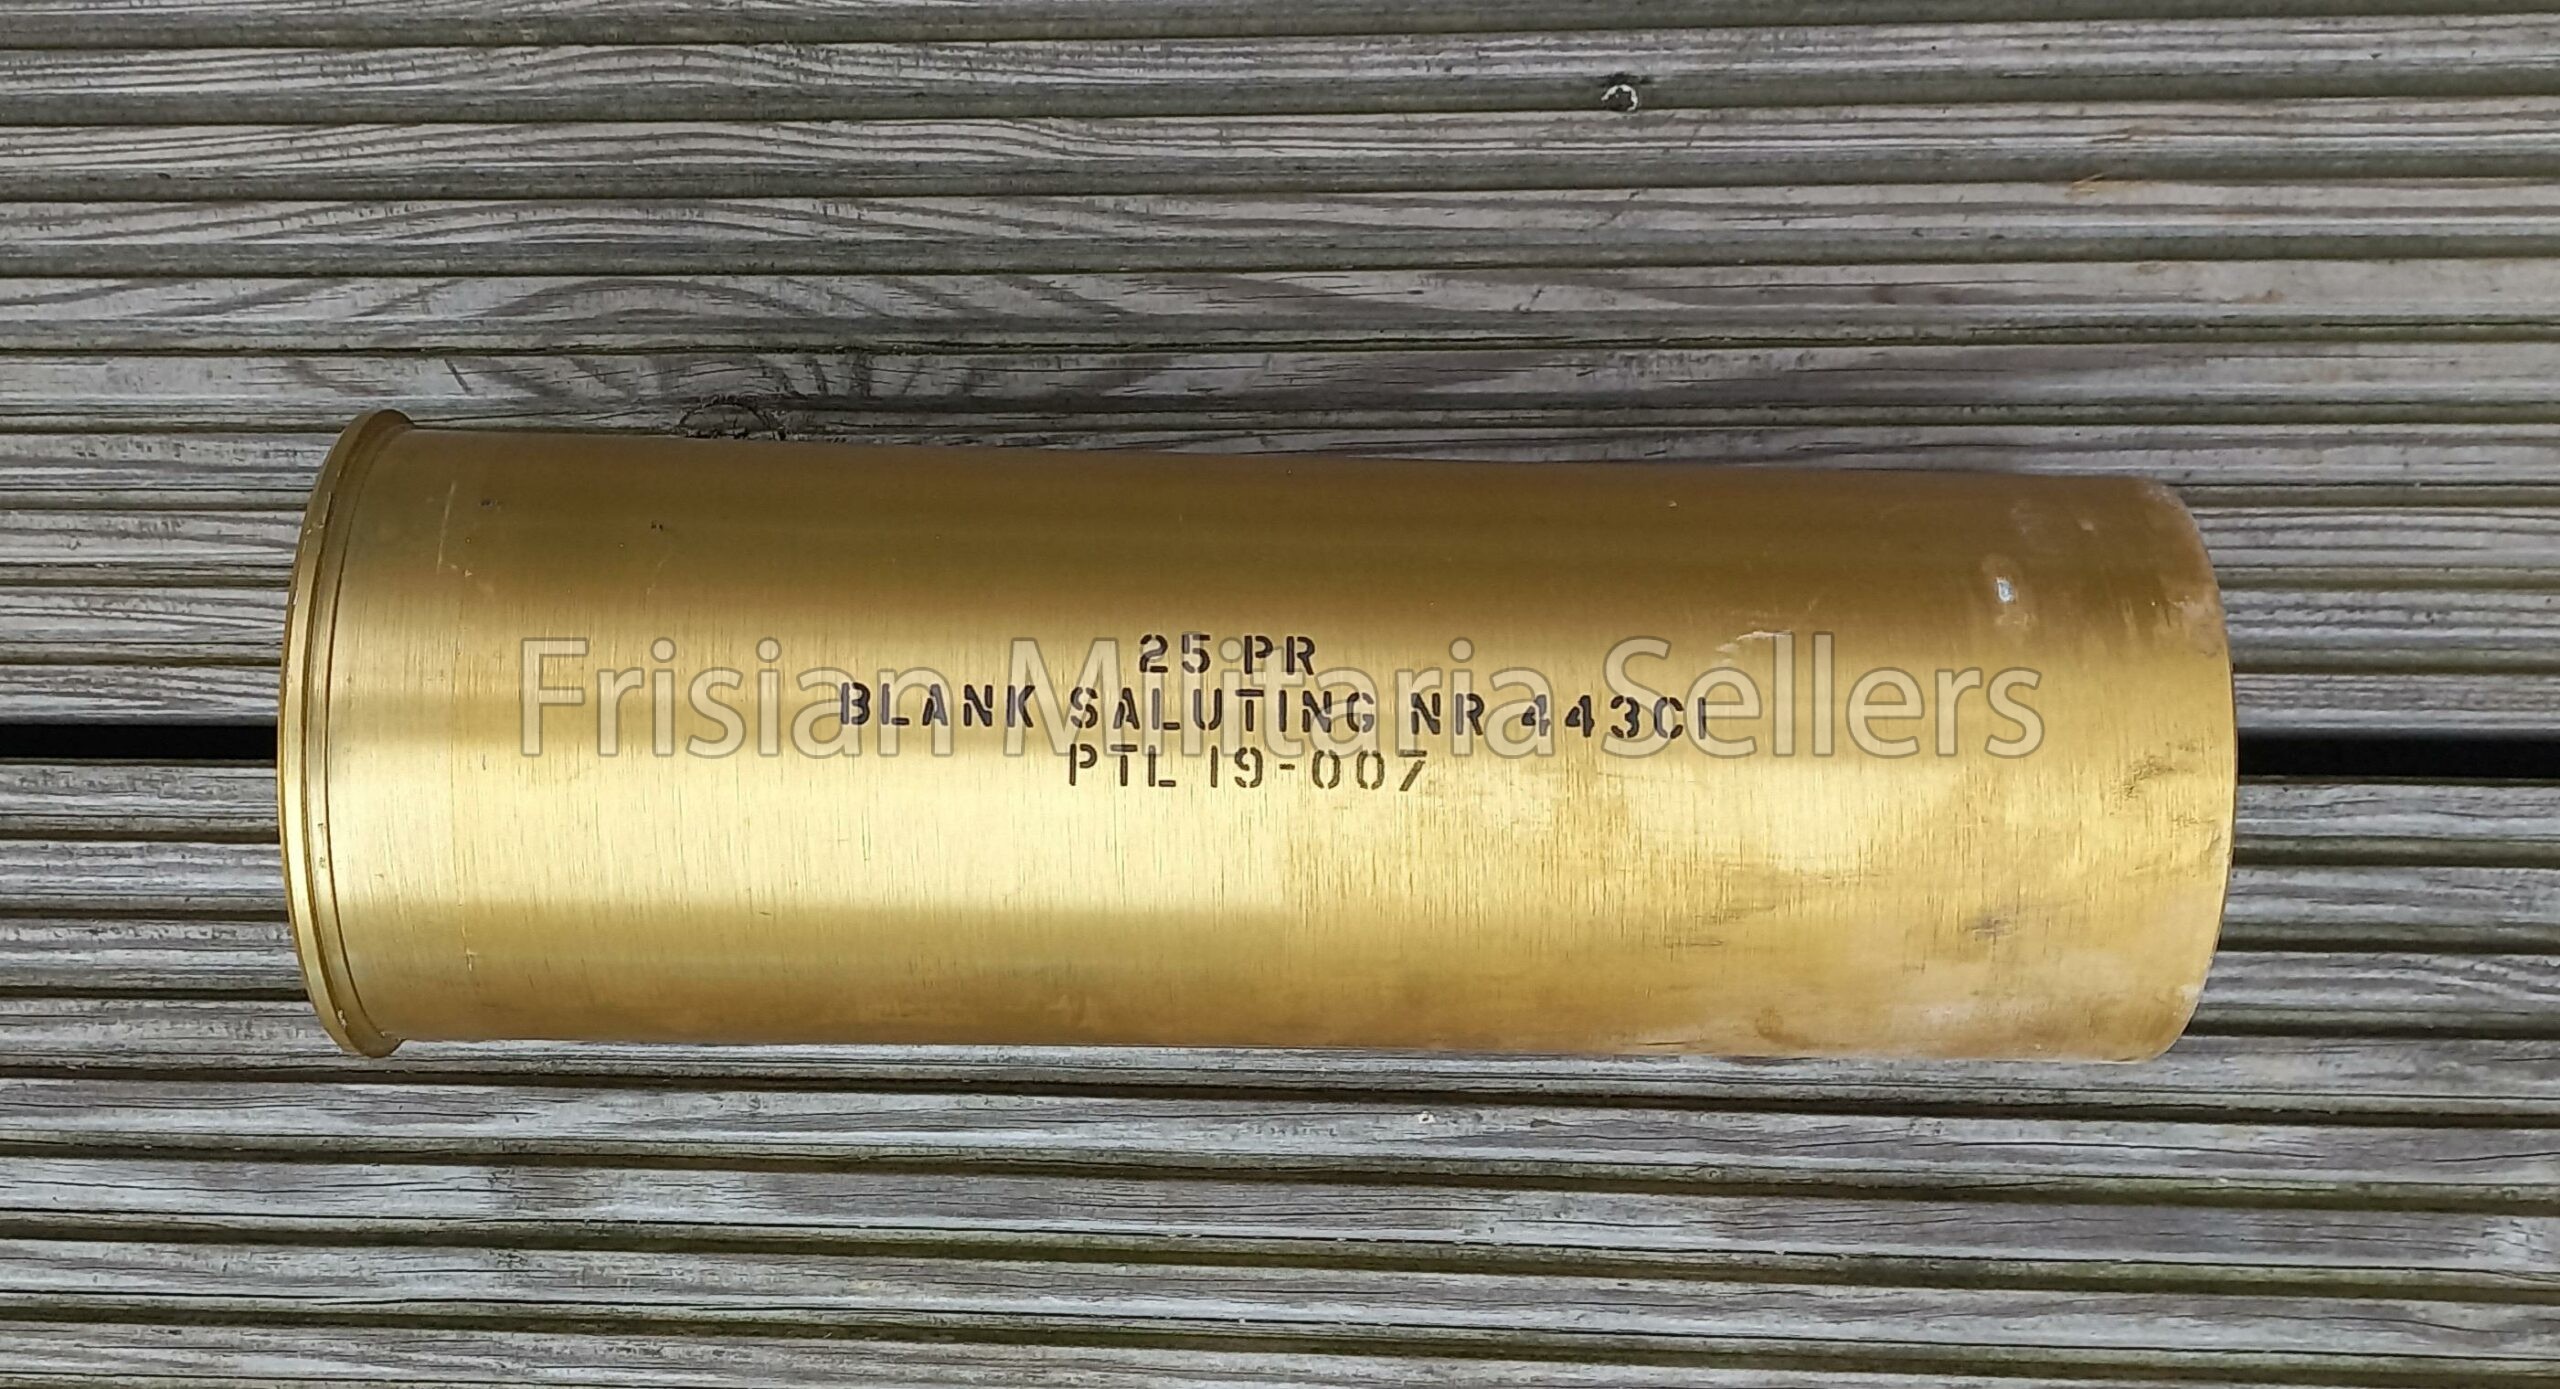 25 PR
BLANK SALUTING NR 443C1
PTL 19-007
Frisian Militaria Sellers